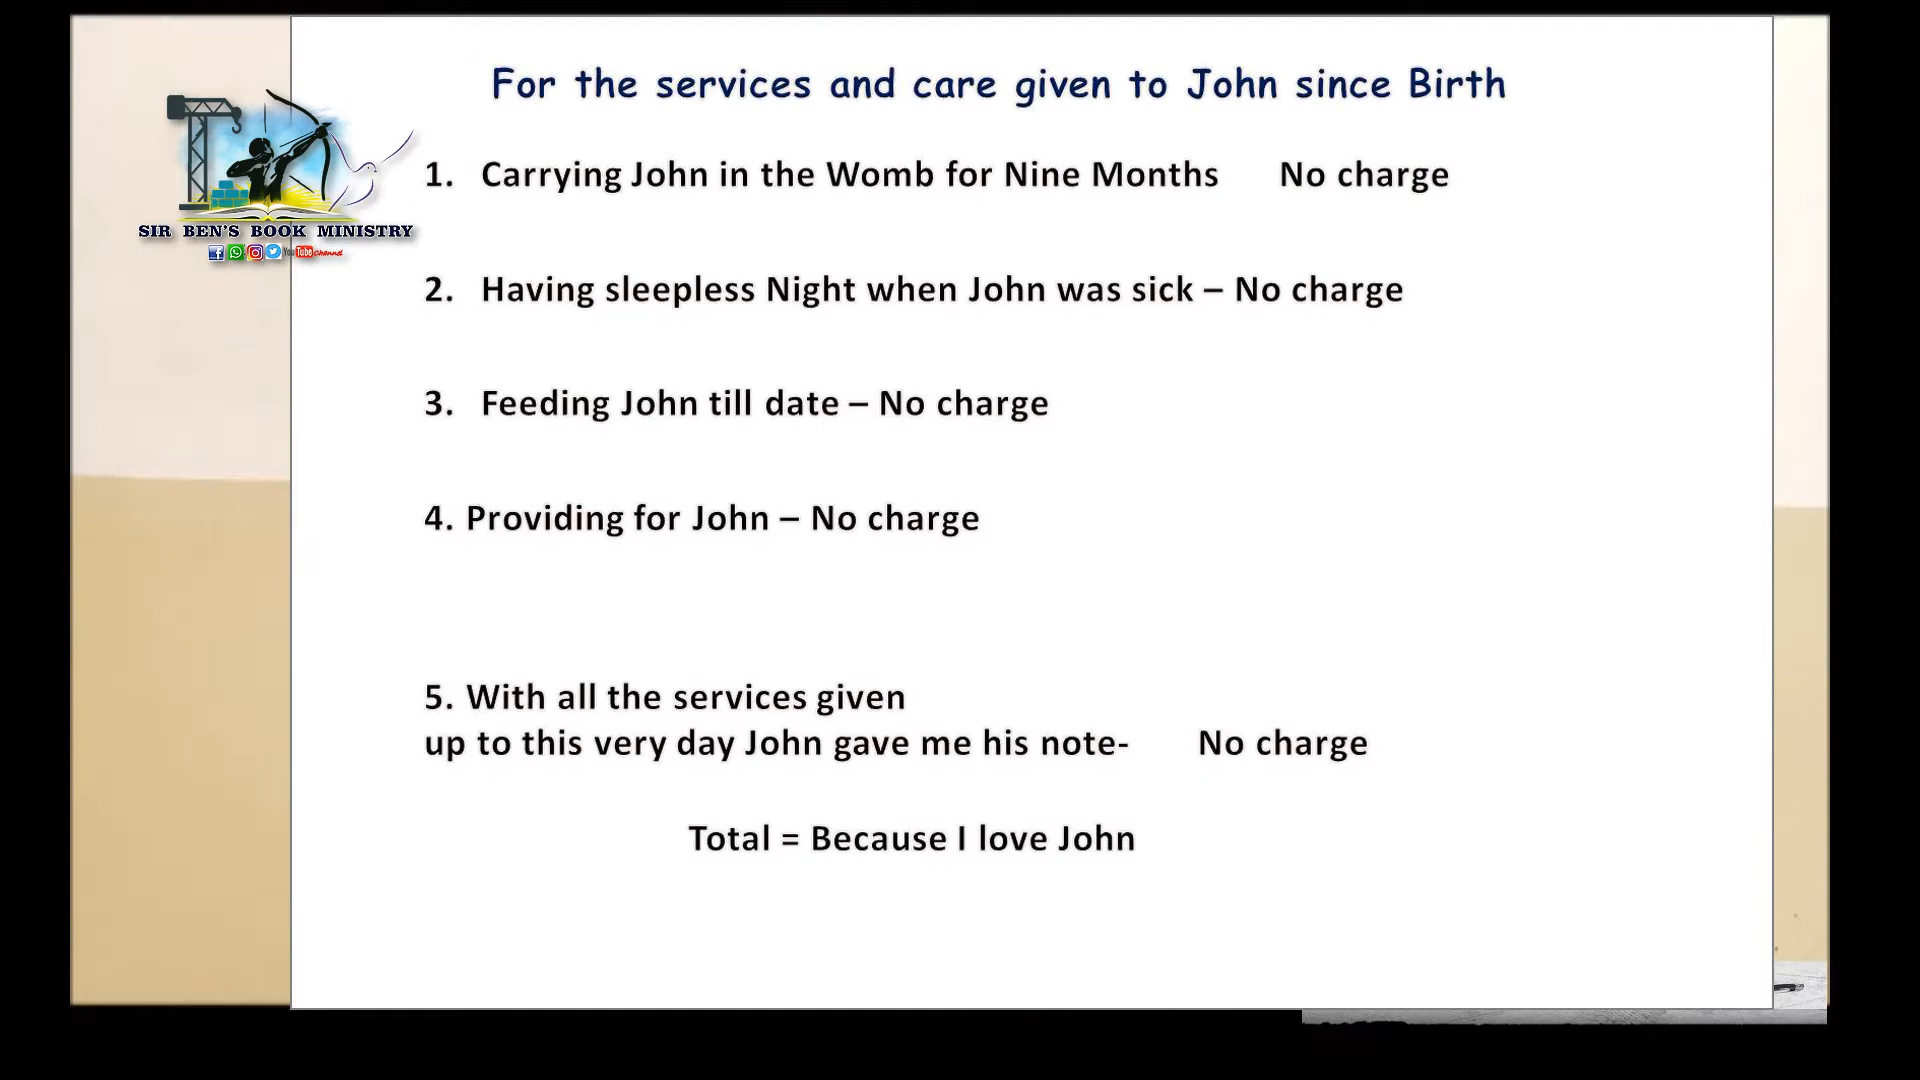 For the services and care given to John since Birth
1. Carrying John in the Womb for Nine Months No charge
SIR BEN'S BOOK MINISTRY
YouTube Channel
2. Having sleepless Night when John was sick – No charge
3. Feeding John till date – No charge
4. Providing for John – No charge
5. With all the services given
up to this very day John gave me his note- No charge
Total = Because I love John